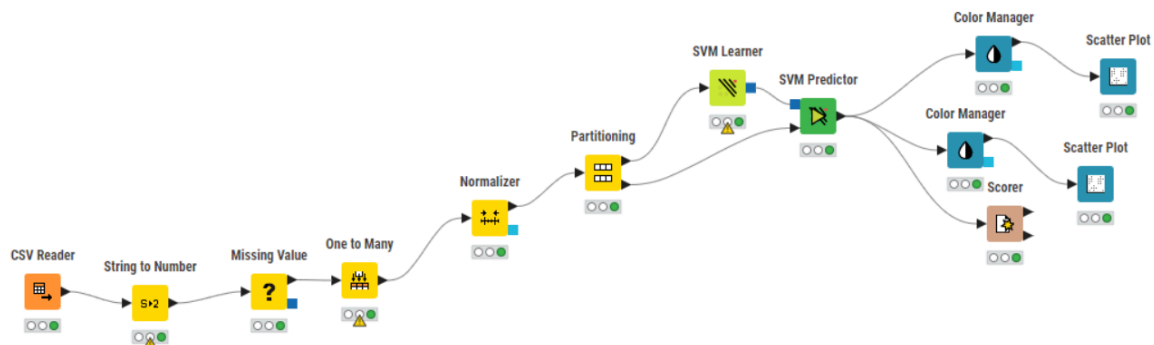 Color Manager
Scatter Plot
SVM Learner
SVM Predictor
Color Manager
Partitioning
Scatter Plot
Normalizer
Scorer
One to Many
CSV Reader
String to Number
Missing Value
S▸2
?